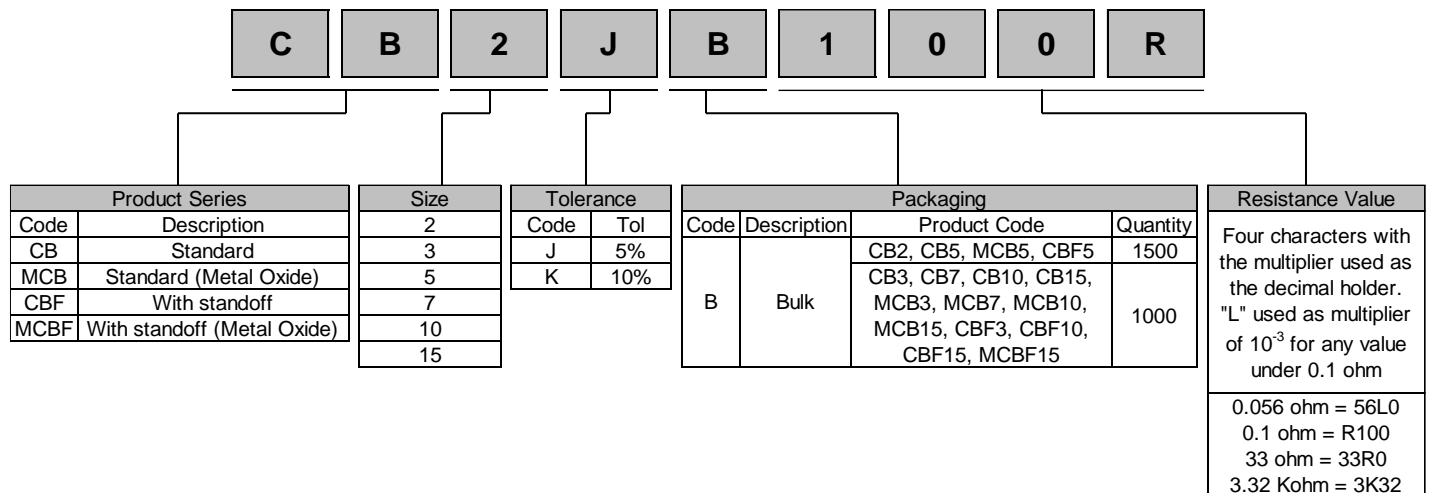 C B 2 J B 1 0 0 R
Product Series
Code Description
CB Standard
MCB Standard (Metal Oxide)
CBF With standoff
MCBF With standoff (Metal Oxide)
Size
2
3
5
7
10
15
Tolerance
Code Tol
J 5%
K 10%
Packaging
Code Description Product Code Quantity
B Bulk
CB2, CB5, MCB5, CBF5 1500
CB3, CB7, CB10, CB15,
MCB3, MCB7, MCB10,
MCB15, CBF3, CBF10,
CBF15, MCBF15
1000
Resistance Value
Four characters with
the multiplier used as
the decimal holder.
"L" used as multiplier
of 10⁻³ for any value
under 0.1 ohm
0.056 ohm = 56L0
0.1 ohm = R100
33 ohm = 33R0
3.32 Kohm = 3K32